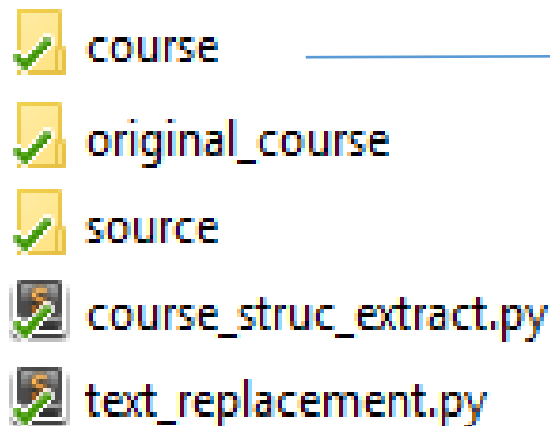 course
original_course
source
course_struc_extract.py
text_replacement.py